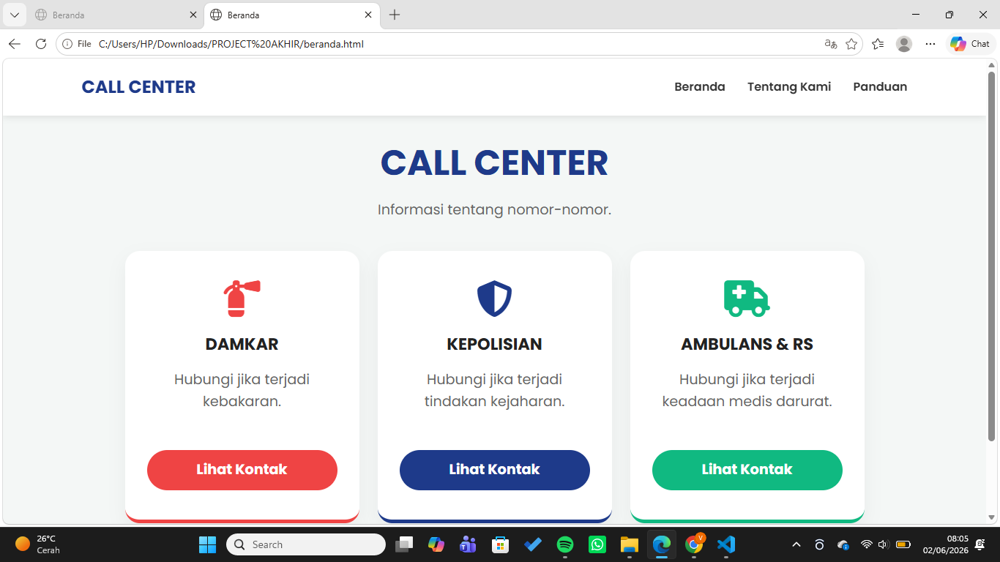 Beranda
Beranda
File C:/Users/HP/Downloads/PROJECT%20AKHIR/beranda.html
Chat
CALL CENTER
Beranda Tentang Kami Panduan
CALL CENTER
Informasi tentang nomor-nomor.
DAMKAR
Hubungi jika terjadi
kebakaran.
Lihat Kontak
KEPOLISIAN
Hubungi jika terjadi
tindakan kejaharan.
Lihat Kontak
AMBULANS & RS
Hubungi jika terjadi
keadaan medis darurat.
Lihat Kontak
26°C
Cerah
Search
V
08:05
02/06/2026